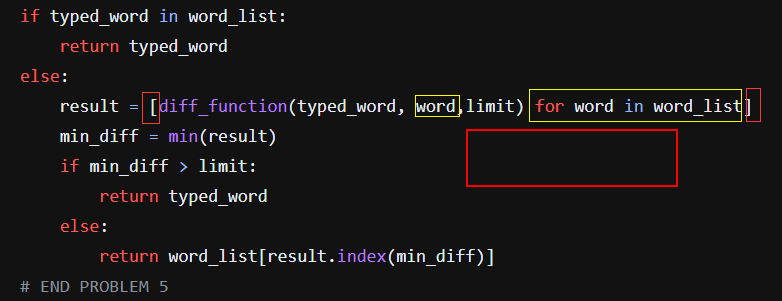 if typed_word in word_list:
    return typed_word
else:
    result = [diff_function(typed_word, word,limit) for word in word_list]
    min_diff = min(result)
    if min_diff > limit:
        return typed_word
    else:
        return word_list[result.index(min_diff)]
# END PROBLEM 5